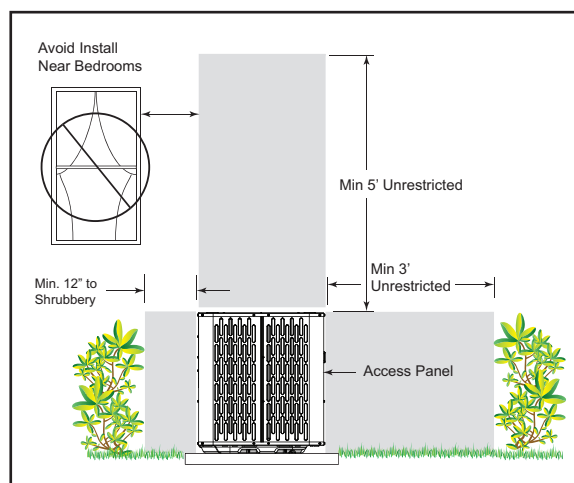 Avoid Install
Near Bedrooms
Min 5’ Unrestricted
Min 3’
Unrestricted
Min. 12” to
Shrubbery
Access Panel